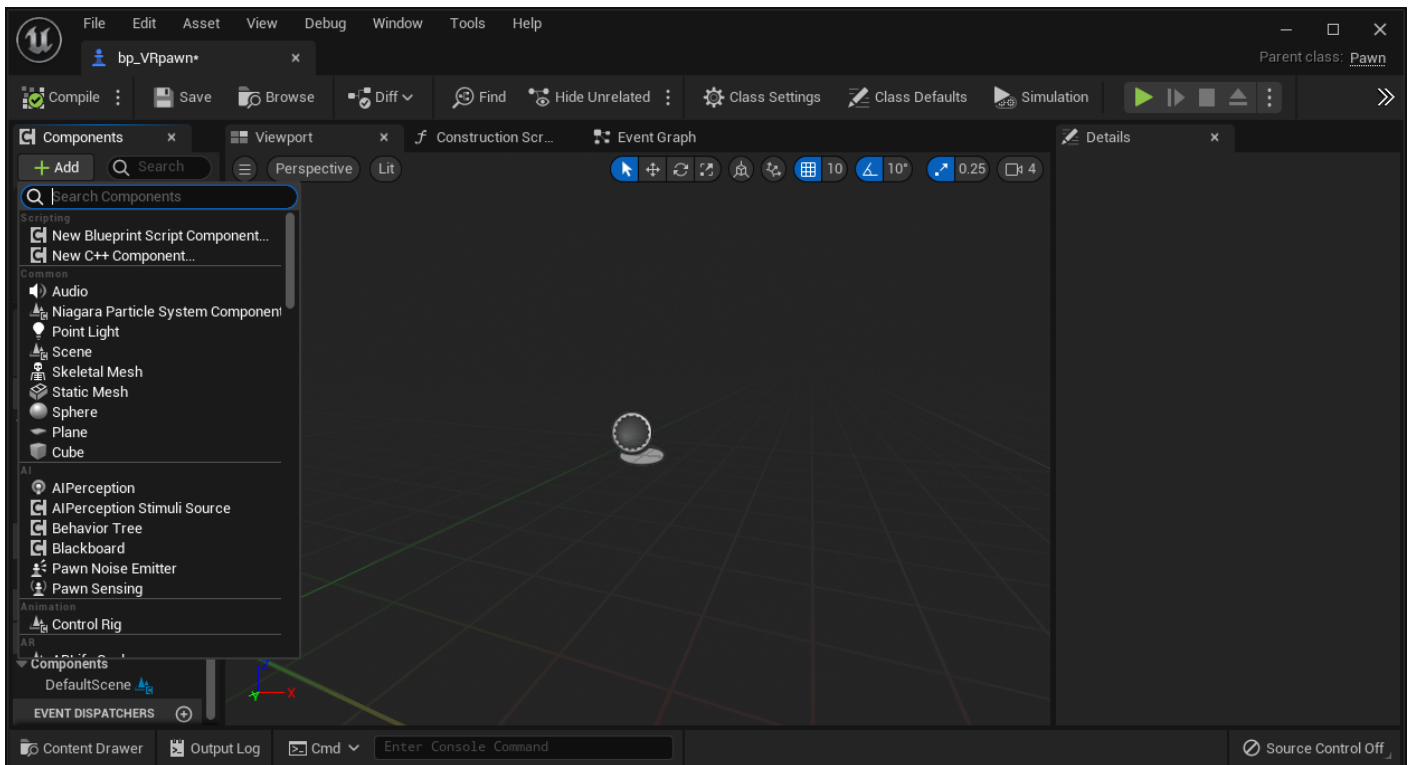 File Edit Asset View Debug Window Tools Help
bp_VRpawn*
Parent class: Pawn
Compile Save Browse Diff Find Hide Unrelated Class Settings Class Defaults Simulation
Components Viewport Construction Scr... Event Graph Details
Add Search Perspective Lit 10 10° 0.25 4
Search Components
Scripting
New Blueprint Script Component...
New C++ Component...
Common
Audio
Niagara Particle System Component
Point Light
Scene
Skeletal Mesh
Static Mesh
Sphere
Plane
Cube
AI
AIPerception
AIPerception Stimuli Source
Behavior Tree
Blackboard
Pawn Noise Emitter
Pawn Sensing
Animation
Control Rig
AR
Components
DefaultScene
X
EVENT DISPATCHERS
Content Drawer Output Log Cmd Enter Console Command Source Control Off